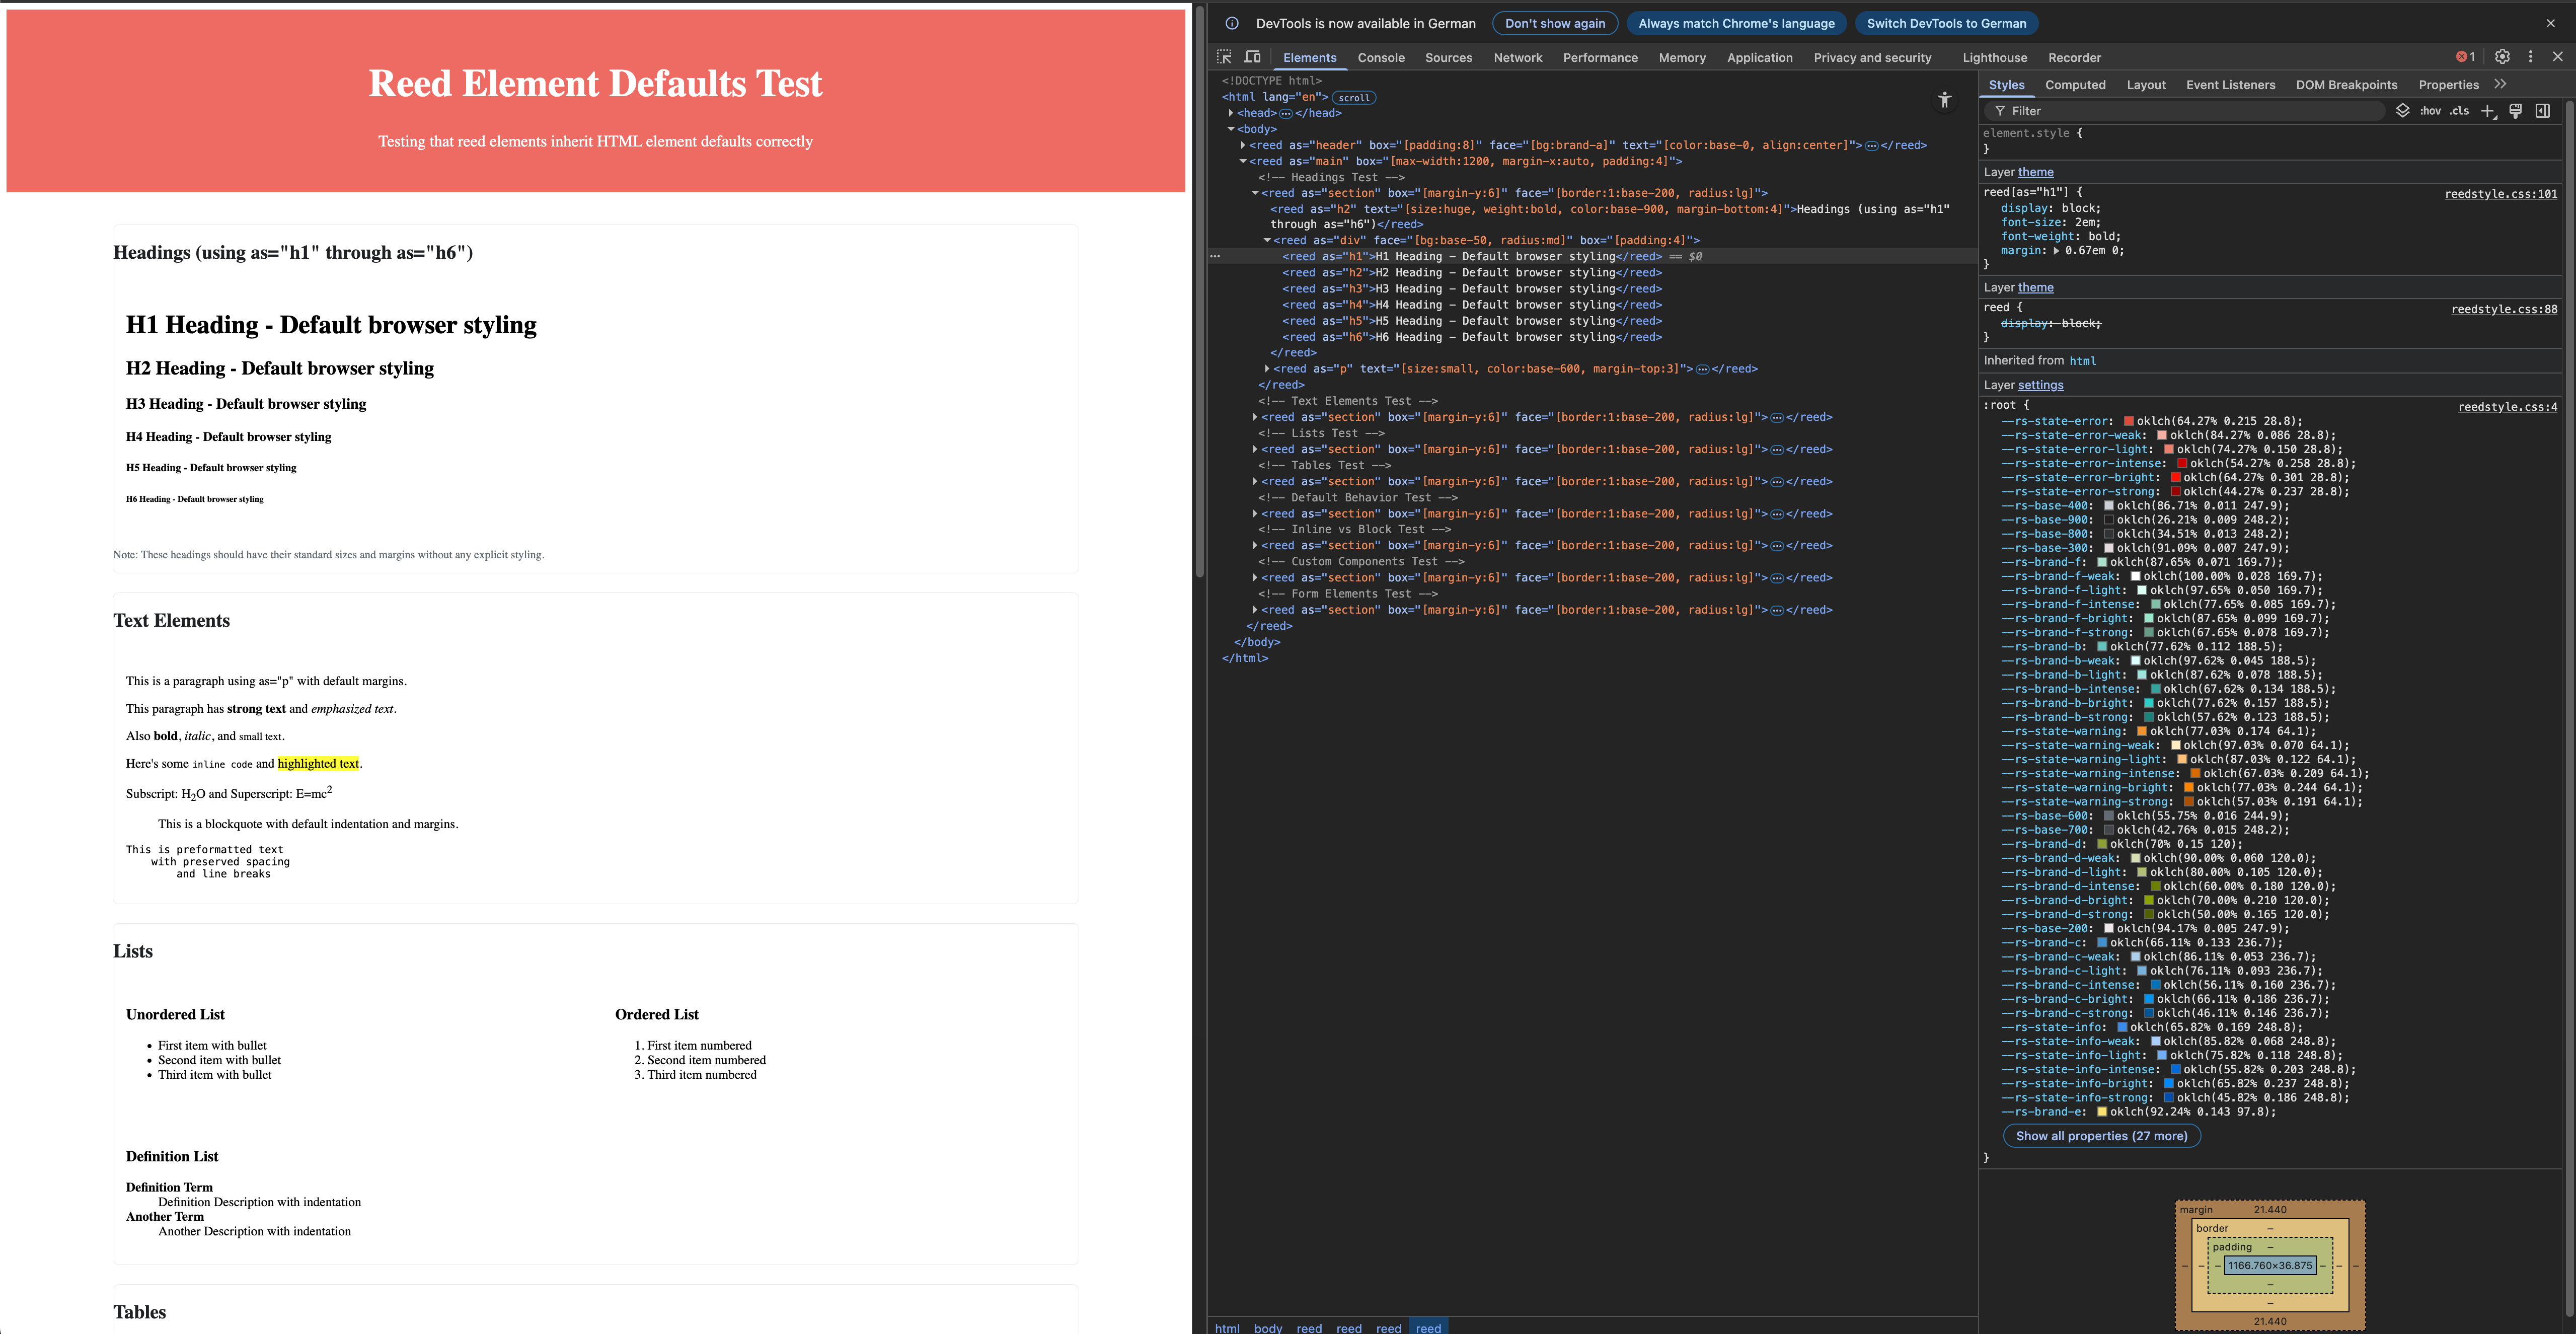 Reed Element Defaults Test
Testing that reed elements inherit HTML element defaults correctly
Headings (using as="h1" through as="h6")
H1 Heading - Default browser styling
H2 Heading - Default browser styling
H3 Heading - Default browser styling
H4 Heading - Default browser styling
H5 Heading - Default browser styling
H6 Heading - Default browser styling
Note: These headings should have their standard sizes and margins without any explicit styling.
Text Elements
This is a paragraph using as="p" with default margins.
This paragraph has strong text and emphasized text.
Also bold, italic, and small text.
Here's some inline code and highlighted text.
Subscript: H2O and Superscript: E=mc2
This is a blockquote with default indentation and margins.
This is preformatted text
with preserved spacing
and line breaks
Lists
Unordered List
• First item with bullet
• Second item with bullet
• Third item with bullet
Ordered List
1. First item numbered
2. Second item numbered
3. Third item numbered
Definition List
Definition Term
Definition Description with indentation
Another Term
Another Description with indentation
Tables
DevTools is now available in German Don't show again Always match Chrome's language Switch DevTools to German
Elements Console Sources Network Performance Memory Application Privacy and security Lighthouse Recorder 1
<!DOCTYPE html>
<html lang="en"> scroll
<head> </head>
<body>
<reed as="header" box="[padding:8]" face="[bg:brand-a]" text="[color:base-0, align:center]"> </reed>
<reed as="main" box="[max-width:1200, margin-x:auto, padding:4]">
<!-- Headings Test -->
<reed as="section" box="[margin-y:6]" face="[border:1:base-200, radius:lg]">
<reed as="h2" text="[size:huge, weight:bold, color:base-900, margin-bottom:4]">Headings (using as="h1"
through as="h6")</reed>
<reed as="div" face="[bg:base-50, radius:md]" box="[padding:4]">
<reed as="h1">H1 Heading - Default browser styling</reed> == $0
<reed as="h2">H2 Heading - Default browser styling</reed>
<reed as="h3">H3 Heading - Default browser styling</reed>
<reed as="h4">H4 Heading - Default browser styling</reed>
<reed as="h5">H5 Heading - Default browser styling</reed>
<reed as="h6">H6 Heading - Default browser styling</reed>
</reed>
<reed as="p" text="[size:small, color:base-600, margin-top:3]"> </reed>
</reed>
<!-- Text Elements Test -->
<reed as="section" box="[margin-y:6]" face="[border:1:base-200, radius:lg]"> </reed>
<!-- Lists Test -->
<reed as="section" box="[margin-y:6]" face="[border:1:base-200, radius:lg]"> </reed>
<!-- Tables Test -->
<reed as="section" box="[margin-y:6]" face="[border:1:base-200, radius:lg]"> </reed>
<!-- Default Behavior Test -->
<reed as="section" box="[margin-y:6]" face="[border:1:base-200, radius:lg]"> </reed>
<!-- Inline vs Block Test -->
<reed as="section" box="[margin-y:6]" face="[border:1:base-200, radius:lg]"> </reed>
<!-- Custom Components Test -->
<reed as="section" box="[margin-y:6]" face="[border:1:base-200, radius:lg]"> </reed>
<!-- Form Elements Test -->
<reed as="section" box="[margin-y:6]" face="[border:1:base-200, radius:lg]"> </reed>
</reed>
</body>
</html>
html body reed reed reed reed
Styles Computed Layout Event Listeners DOM Breakpoints Properties
Filter :hov .cls
element.style {
}
Layer theme
reed[as="h1"] { reedstyle.css:101
display: block;
font-size: 2em;
font-weight: bold;
margin: 0.67em 0;
}
Layer theme
reed { reedstyle.css:88
display: block;
}
Inherited from html
Layer settings
:root { reedstyle.css:4
--rs-state-error: oklch(64.27% 0.215 28.8);
--rs-state-error-weak: oklch(84.27% 0.086 28.8);
--rs-state-error-light: oklch(74.27% 0.150 28.8);
--rs-state-error-intense: oklch(54.27% 0.258 28.8);
--rs-state-error-bright: oklch(64.27% 0.301 28.8);
--rs-state-error-strong: oklch(44.27% 0.237 28.8);
--rs-base-400: oklch(86.71% 0.011 247.9);
--rs-base-900: oklch(26.21% 0.009 248.2);
--rs-base-800: oklch(34.51% 0.013 248.2);
--rs-base-300: oklch(91.09% 0.007 247.9);
--rs-brand-f: oklch(87.65% 0.071 169.7);
--rs-brand-f-weak: oklch(100.00% 0.028 169.7);
--rs-brand-f-light: oklch(97.65% 0.050 169.7);
--rs-brand-f-intense: oklch(77.65% 0.085 169.7);
--rs-brand-f-bright: oklch(87.65% 0.099 169.7);
--rs-brand-f-strong: oklch(67.65% 0.078 169.7);
--rs-brand-b: oklch(77.62% 0.112 188.5);
--rs-brand-b-weak: oklch(97.62% 0.045 188.5);
--rs-brand-b-light: oklch(87.62% 0.078 188.5);
--rs-brand-b-intense: oklch(67.62% 0.134 188.5);
--rs-brand-b-bright: oklch(77.62% 0.157 188.5);
--rs-brand-b-strong: oklch(57.62% 0.123 188.5);
--rs-state-warning: oklch(77.03% 0.174 64.1);
--rs-state-warning-weak: oklch(97.03% 0.070 64.1);
--rs-state-warning-light: oklch(87.03% 0.122 64.1);
--rs-state-warning-intense: oklch(67.03% 0.209 64.1);
--rs-state-warning-bright: oklch(77.03% 0.244 64.1);
--rs-state-warning-strong: oklch(57.03% 0.191 64.1);
--rs-base-600: oklch(55.75% 0.016 244.9);
--rs-base-700: oklch(42.76% 0.015 248.2);
--rs-brand-d: oklch(70% 0.15 120);
--rs-brand-d-weak: oklch(90.00% 0.060 120.0);
--rs-brand-d-light: oklch(80.00% 0.105 120.0);
--rs-brand-d-intense: oklch(60.00% 0.180 120.0);
--rs-brand-d-bright: oklch(70.00% 0.210 120.0);
--rs-brand-d-strong: oklch(50.00% 0.165 120.0);
--rs-base-200: oklch(94.17% 0.005 247.9);
--rs-brand-c: oklch(66.11% 0.133 236.7);
--rs-brand-c-weak: oklch(86.11% 0.053 236.7);
--rs-brand-c-light: oklch(76.11% 0.093 236.7);
--rs-brand-c-intense: oklch(56.11% 0.160 236.7);
--rs-brand-c-bright: oklch(66.11% 0.186 236.7);
--rs-brand-c-strong: oklch(46.11% 0.146 236.7);
--rs-state-info: oklch(65.82% 0.169 248.8);
--rs-state-info-weak: oklch(85.82% 0.068 248.8);
--rs-state-info-light: oklch(75.82% 0.118 248.8);
--rs-state-info-intense: oklch(55.82% 0.203 248.8);
--rs-state-info-bright: oklch(65.82% 0.237 248.8);
--rs-state-info-strong: oklch(45.82% 0.186 248.8);
--rs-brand-e: oklch(92.24% 0.143 97.8);
Show all properties (27 more)
}
margin 21.440
border –
padding –
– – – 1166.760×36.875 – – –
–
–
21.440